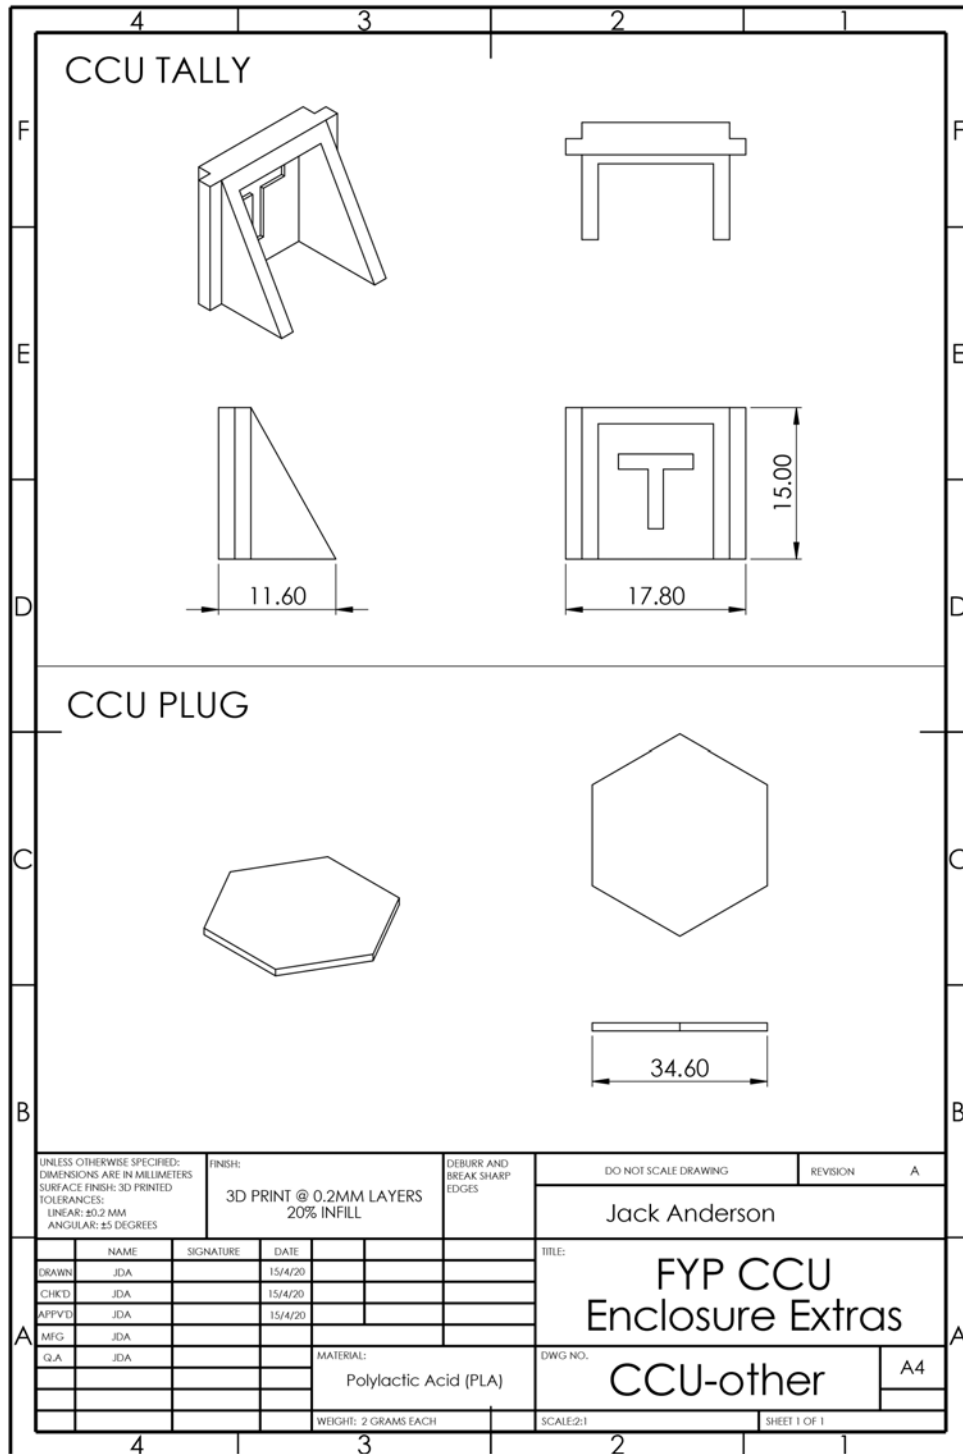 4 3 2 1
CCU TALLY
F F
E E
15.00
11.60 17.80
D D
CCU PLUG
C C
34.60
B B
UNLESS OTHERWISE SPECIFIED:
DIMENSIONS ARE IN MILLIMETERS
SURFACE FINISH: 3D PRINTED
TOLERANCES:
LINEAR: ±0.2 MM
ANGULAR: ±5 DEGREES
FINISH:
3D PRINT @ 0.2MM LAYERS
20% INFILL
DEBURR AND
BREAK SHARP
EDGES
DO NOT SCALE DRAWING
REVISION A
Jack Anderson
NAME SIGNATURE DATE
DRAWN JDA 15/4/20
CHK'D JDA 15/4/20
APPV'D JDA 15/4/20
MFG JDA
Q.A JDA
TITLE:
FYP CCU
Enclosure Extras
A A
MATERIAL:
Polylactic Acid (PLA)
DWG NO.
CCU-other
A4
WEIGHT: 2 GRAMS EACH
SCALE:2:1
SHEET 1 OF 1
4 3 2 1